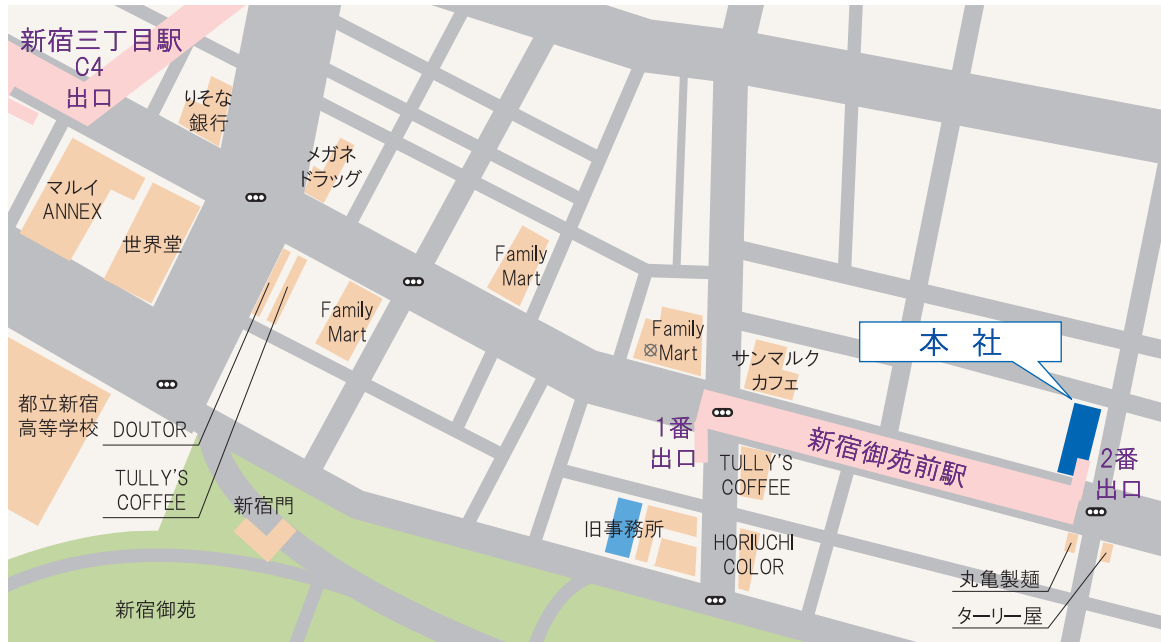 新宿三丁目駅
C4
出口
りそな
銀行
メガネ
ドラッグ
マルイ
ANNEX
世界堂
Family
Mart
Family
Mart
Family
Mart
サンマルク
カフェ
本社
都立新宿
高等学校
DOUTOR
TULLY'S
COFFEE
1番
出口
新宿御苑前駅
2番
出口
TULLY'S
COFFEE
新宿門
旧事務所
HORIUCHI
COLOR
丸亀製麺
ターリー屋
新宿御苑